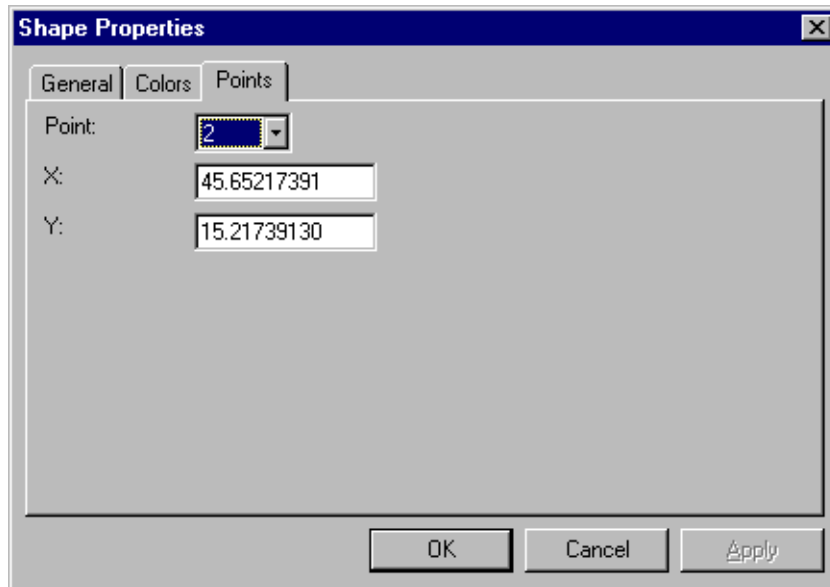 Shape Properties
General Colors Points
Point: 2
X: 45.65217391
Y: 15.21739130
OK Cancel Apply